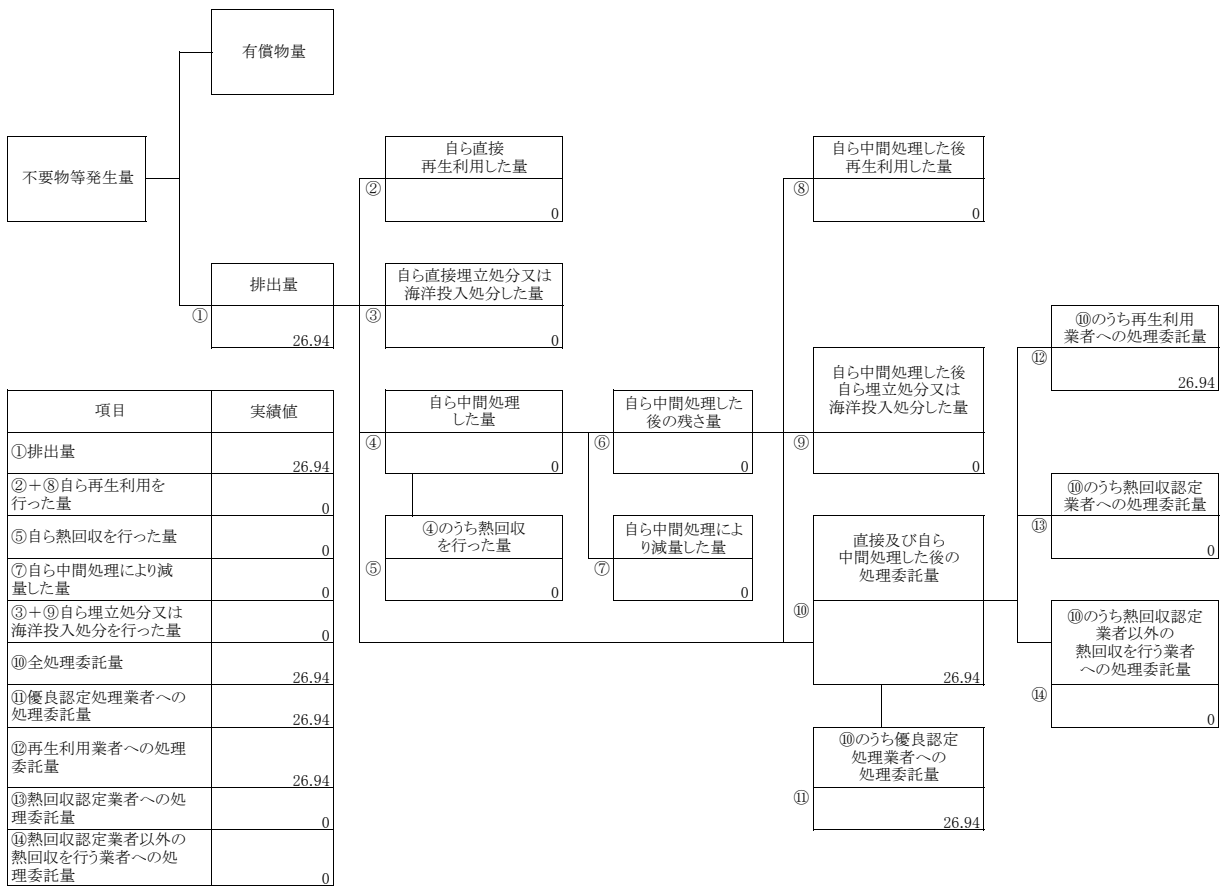 有償物量
不要物等発生量
自ら直接
再生利用した量
②
0
自ら中間処理した後
再生利用した量
⑧
0
排出量
①
26.94
自ら直接埋立処分又は
海洋投入処分した量
③
0
⑩のうち再生利用
業者への処理委託量
⑫
26.94
自ら中間処理
した量
④
0
自ら中間処理した
後の残さ量
⑥
0
自ら中間処理した後
自ら埋立処分又は
海洋投入処分した量
⑨
0
④のうち熱回収
を行った量
⑤
0
自ら中間処理によ
り減量した量
⑦
0
直接及び自ら
中間処理した後の
処理委託量
⑩
26.94
⑩のうち熱回収認定
業者への処理委託量
⑬
0
⑩のうち熱回収認定
業者以外の
熱回収を行う業者
への処理委託量
⑭
0
⑩のうち優良認定
処理業者への
処理委託量
⑪
26.94
項目 実績値
①排出量 26.94
②＋⑧自ら再生利用を
行った量 0
⑤自ら熱回収を行った量 0
⑦自ら中間処理により減
量した量 0
③＋⑨自ら埋立処分又は
海洋投入処分を行った量 0
⑩全処理委託量 26.94
⑪優良認定処理業者への
処理委託量 26.94
⑫再生利用業者への処理
委託量 26.94
⑬熱回収認定業者への処
理委託量 0
⑭熱回収認定業者以外の
熱回収を行う業者への処
理委託量 0